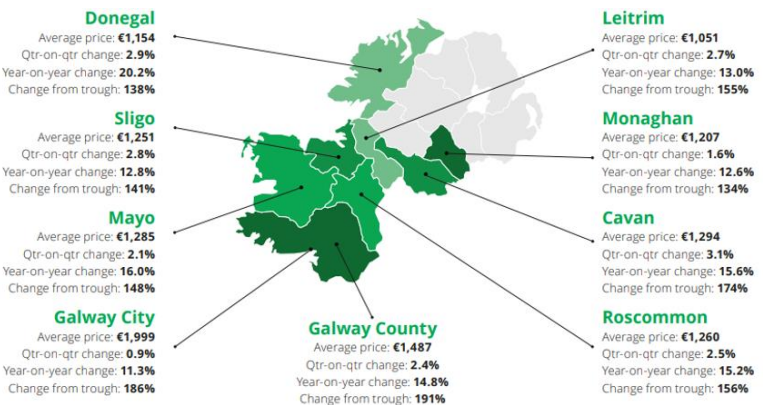 Donegal
Average price: €1,154
Qtr-on-qtr change: 2.9%
Year-on-year change: 20.2%
Change from trough: 138%
Sligo
Average price: €1,251
Qtr-on-qtr change: 2.8%
Year-on-year change: 12.8%
Change from trough: 141%
Mayo
Average price: €1,285
Qtr-on-qtr change: 2.1%
Year-on-year change: 16.0%
Change from trough: 148%
Galway City
Average price: €1,999
Qtr-on-qtr change: 0.9%
Year-on-year change: 11.3%
Change from trough: 186%
Galway County
Average price: €1,487
Qtr-on-qtr change: 2.4%
Year-on-year change: 14.8%
Change from trough: 191%
Leitrim
Average price: €1,051
Qtr-on-qtr change: 2.7%
Year-on-year change: 13.0%
Change from trough: 155%
Monaghan
Average price: €1,207
Qtr-on-qtr change: 1.6%
Year-on-year change: 12.6%
Change from trough: 134%
Cavan
Average price: €1,294
Qtr-on-qtr change: 3.1%
Year-on-year change: 15.6%
Change from trough: 174%
Roscommon
Average price: €1,260
Qtr-on-qtr change: 2.5%
Year-on-year change: 15.2%
Change from trough: 156%